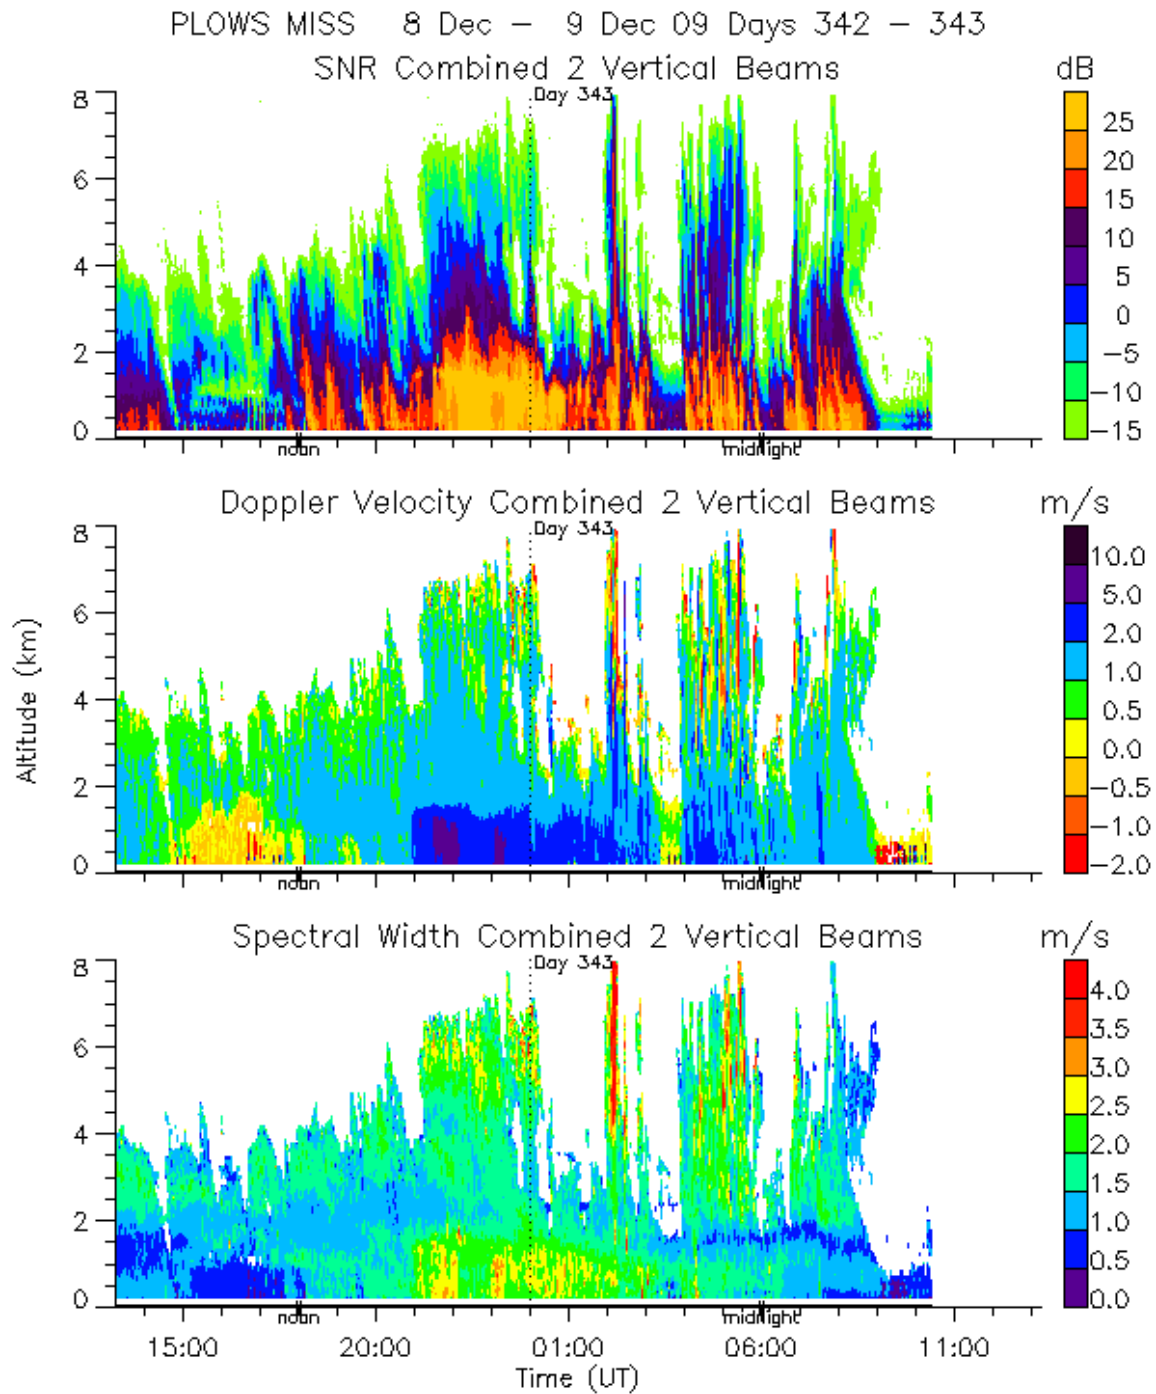 PLOWS MISS 8 Dec - 9 Dec 09 Days 342 - 343
SNR Combined 2 Vertical Beams
dB
Day 343
8
6
4
2
0
25
20
15
10
5
0
-5
-10
-15
noon
midnight
Doppler Velocity Combined 2 Vertical Beams
m/s
Day 343
8
6
4
2
0
10.0
5.0
2.0
1.0
0.5
0.0
-0.5
-1.0
-2.0
noon
midnight
Altitude (km)
Spectral Width Combined 2 Vertical Beams
m/s
Day 343
8
6
4
2
0
4.0
3.5
3.0
2.5
2.0
1.5
1.0
0.5
0.0
noon
midnight
15:00 20:00 01:00 06:00 11:00
Time (UT)